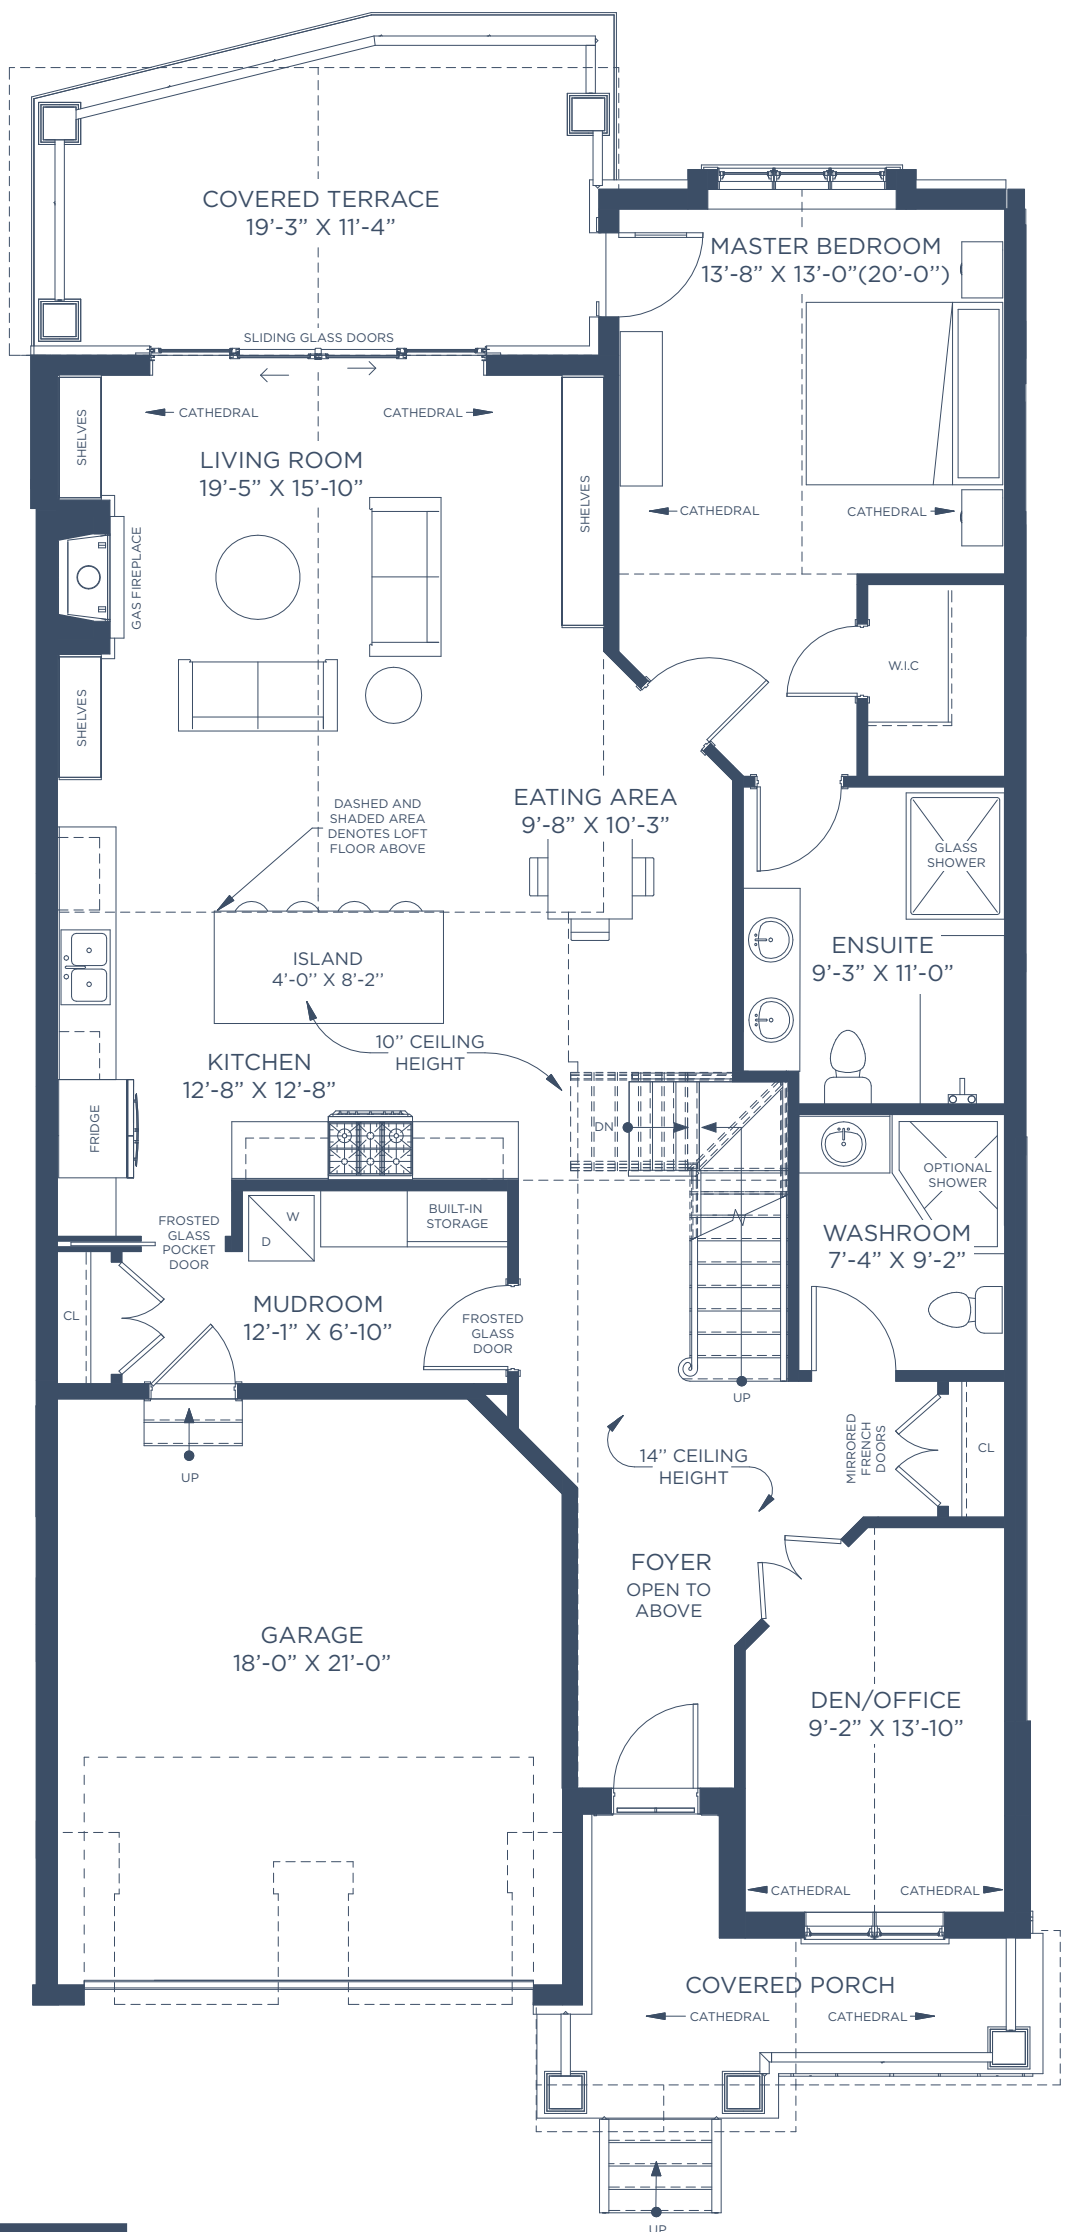 COVERED TERRACE
19'-3" X 11'-4"
MASTER BEDROOM
13'-8" X 13'-0"(20'-0")
SLIDING GLASS DOORS
CATHEDRAL
CATHEDRAL
SHELVES
LIVING ROOM
19'-5" X 15'-10"
SHELVES
CATHEDRAL
CATHEDRAL
GAS FIREPLACE
W.I.C
SHELVES
DASHED AND
SHADED AREA
DENOTES LOFT
FLOOR ABOVE
EATING AREA
9'-8" X 10'-3"
GLASS
SHOWER
ENSUITE
9'-3" X 11'-0"
ISLAND
4'-0" X 8'-2"
10" CEILING
HEIGHT
KITCHEN
12'-8" X 12'-8"
FRIDGE
DN
OPTIONAL
SHOWER
WASHROOM
7'-4" X 9'-2"
W
D
BUILT-IN
STORAGE
FROSTED
GLASS
POCKET
DOOR
CL
MUDROOM
12'-1" X 6'-10"
FROSTED
GLASS
DOOR
UP
UP
14" CEILING
HEIGHT
MIRRORED
FRENCH
DOORS
CL
FOYER
OPEN TO
ABOVE
GARAGE
18'-0" X 21'-0"
DEN/OFFICE
9'-2" X 13'-10"
CATHEDRAL
CATHEDRAL
COVERED PORCH
CATHEDRAL
CATHEDRAL
UP